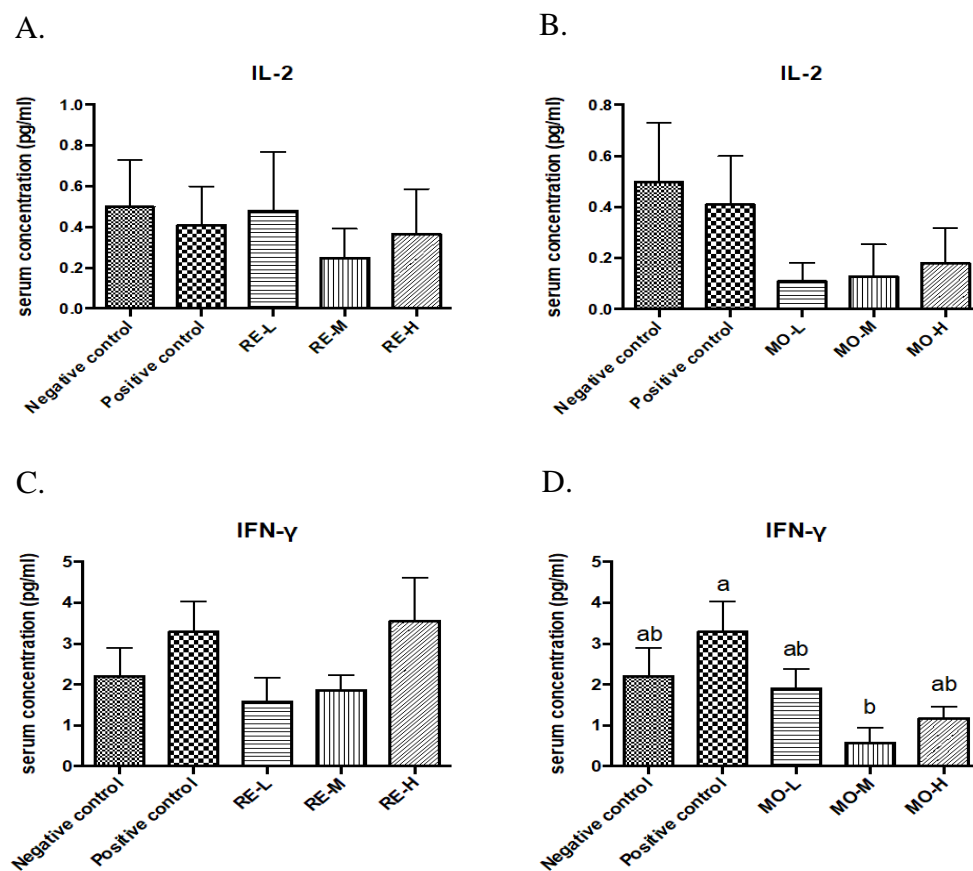 A.
IL-2
serum concentration (pg/ml)
1.0
0.8
0.6
0.4
0.2
0.0
Negative control
Positive control
RE-L
RE-M
RE-H
B.
IL-2
serum concentration (pg/ml)
0.8
0.6
0.4
0.2
0.0
Negative control
Positive control
MO-L
MO-M
MO-H
C.
IFN-γ
serum concentration (pg/ml)
5
4
3
2
1
0
Negative control
Positive control
RE-L
RE-M
RE-H
D.
IFN-γ
serum concentration (pg/ml)
5
4
3
2
1
0
ab
a
ab
b
ab
Negative control
Positive control
MO-L
MO-M
MO-H